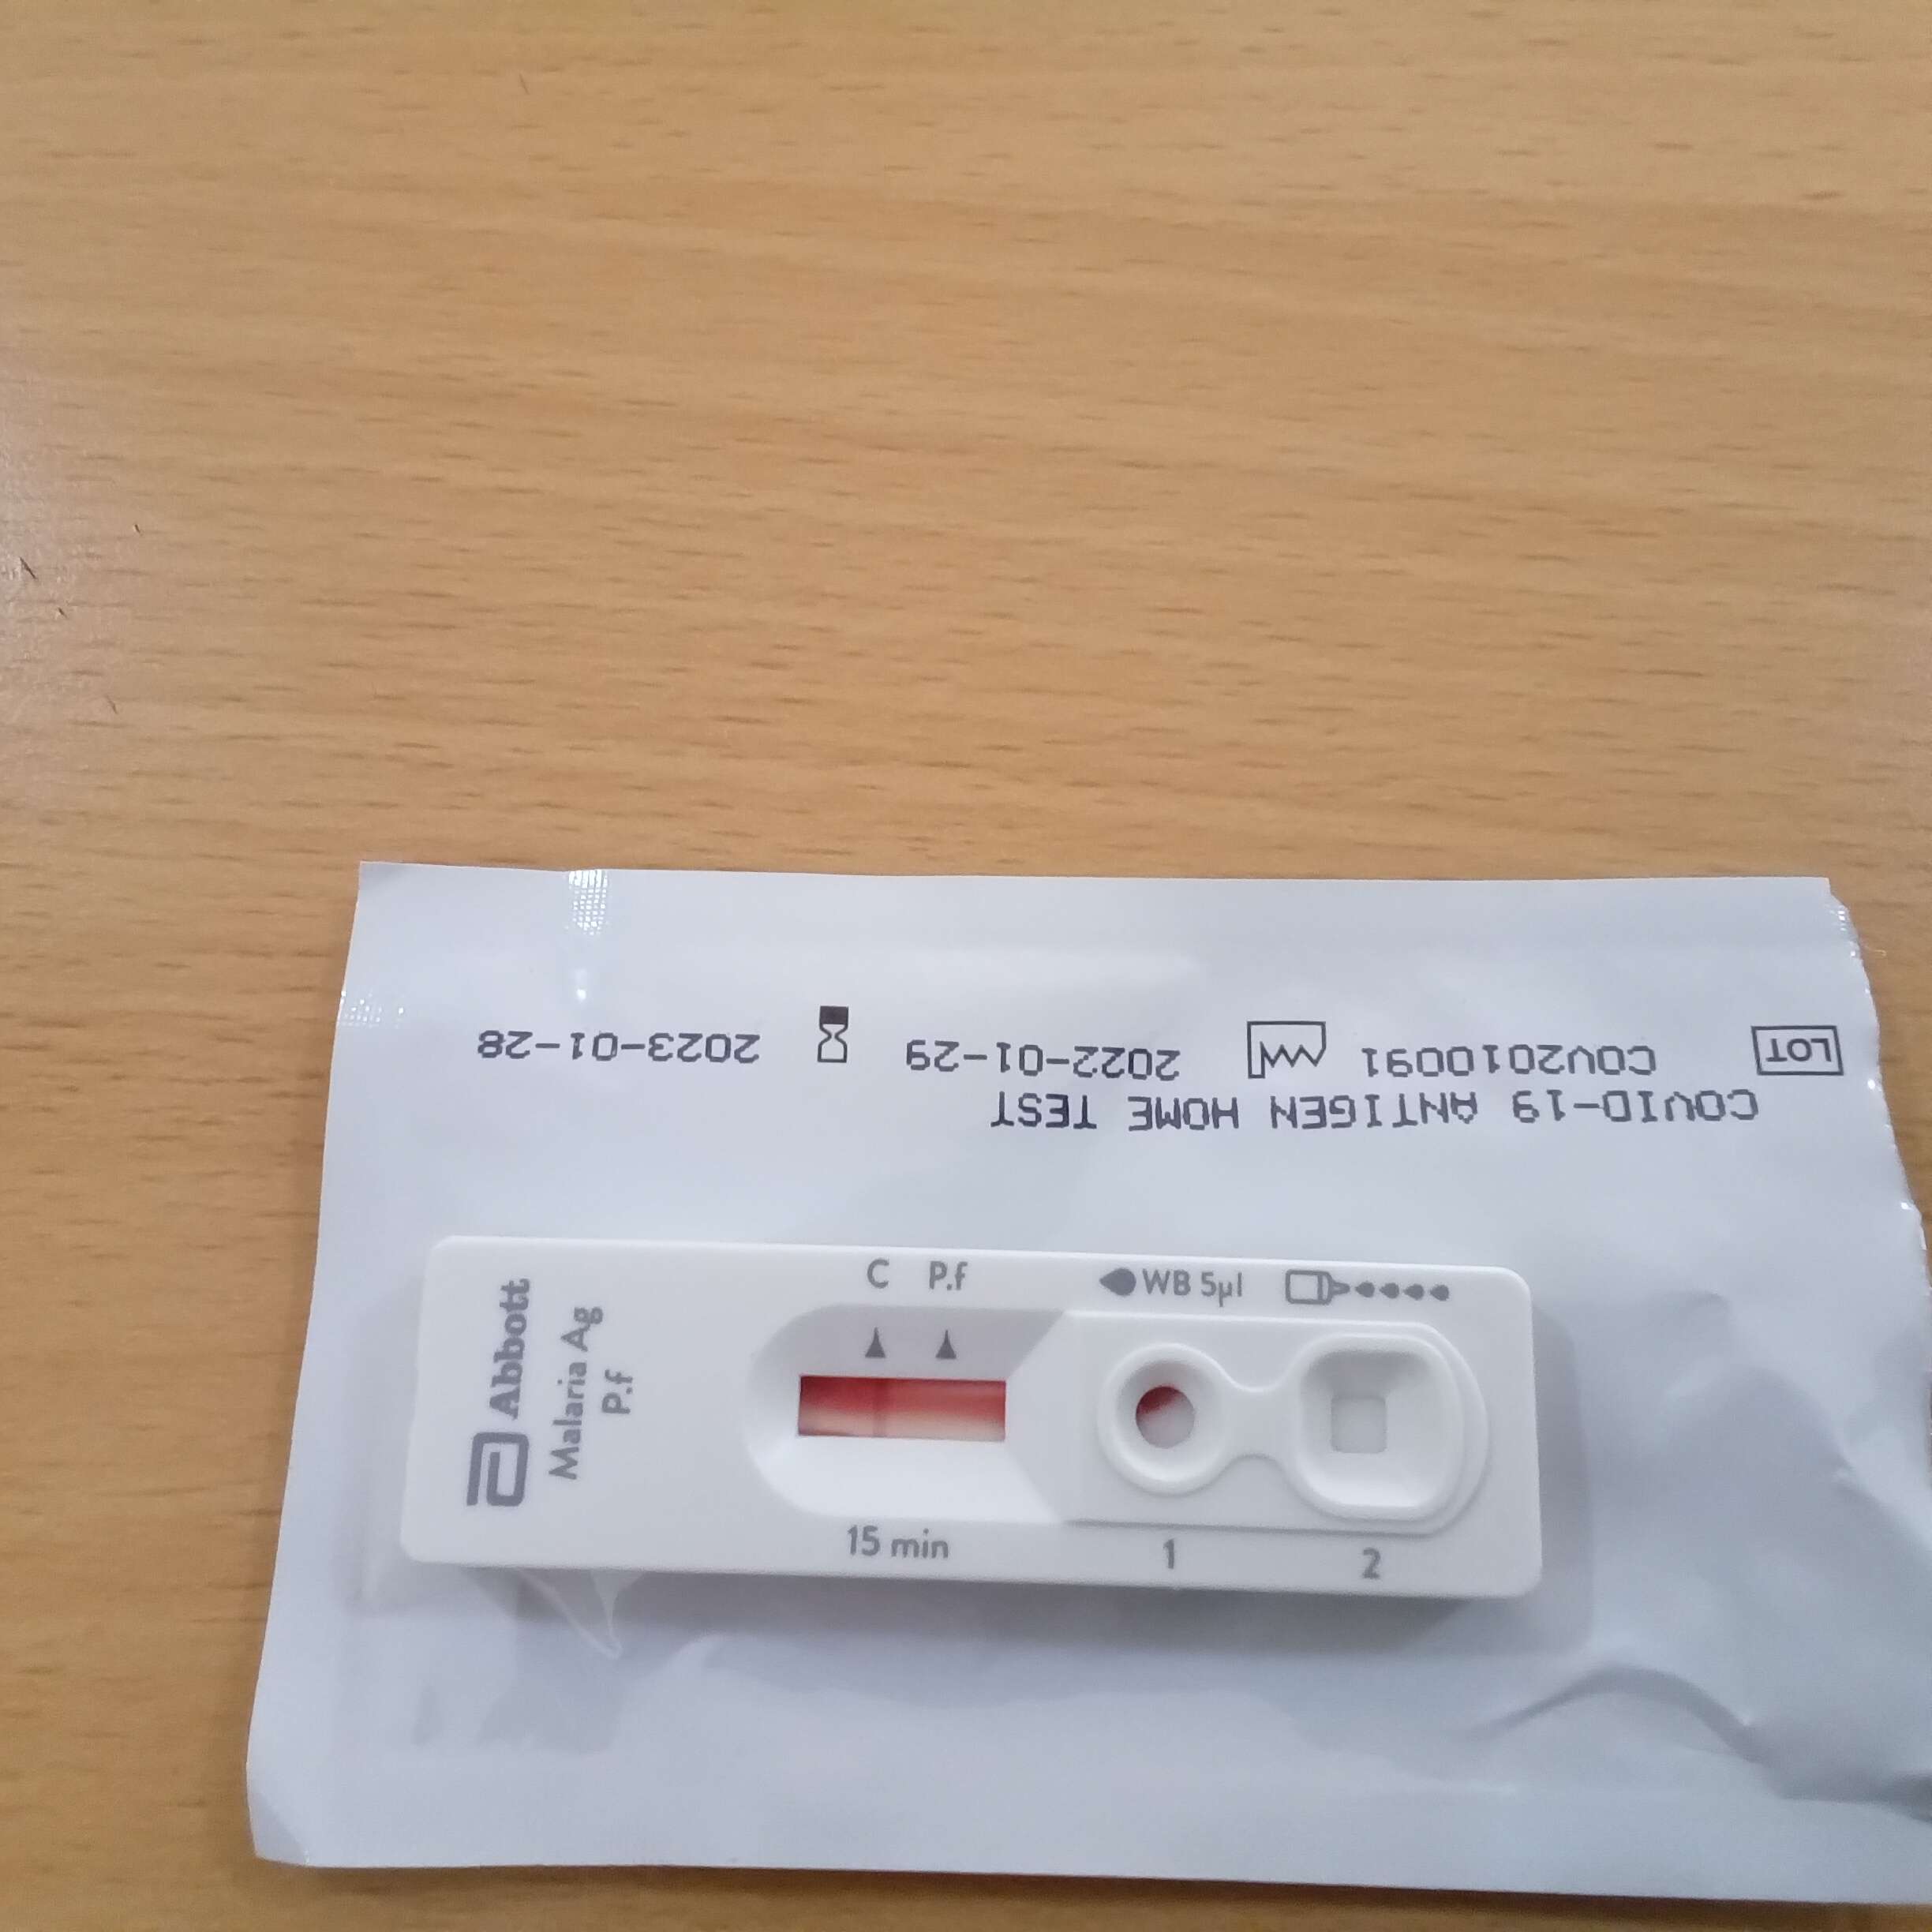 LOT COV2010091 2022-01-29 2023-01-28
COVID-19 ANTIGEN HOME TEST
Abbott
Malaria Ag
P.f
C P.f
WB 5µl
15 min
1 2